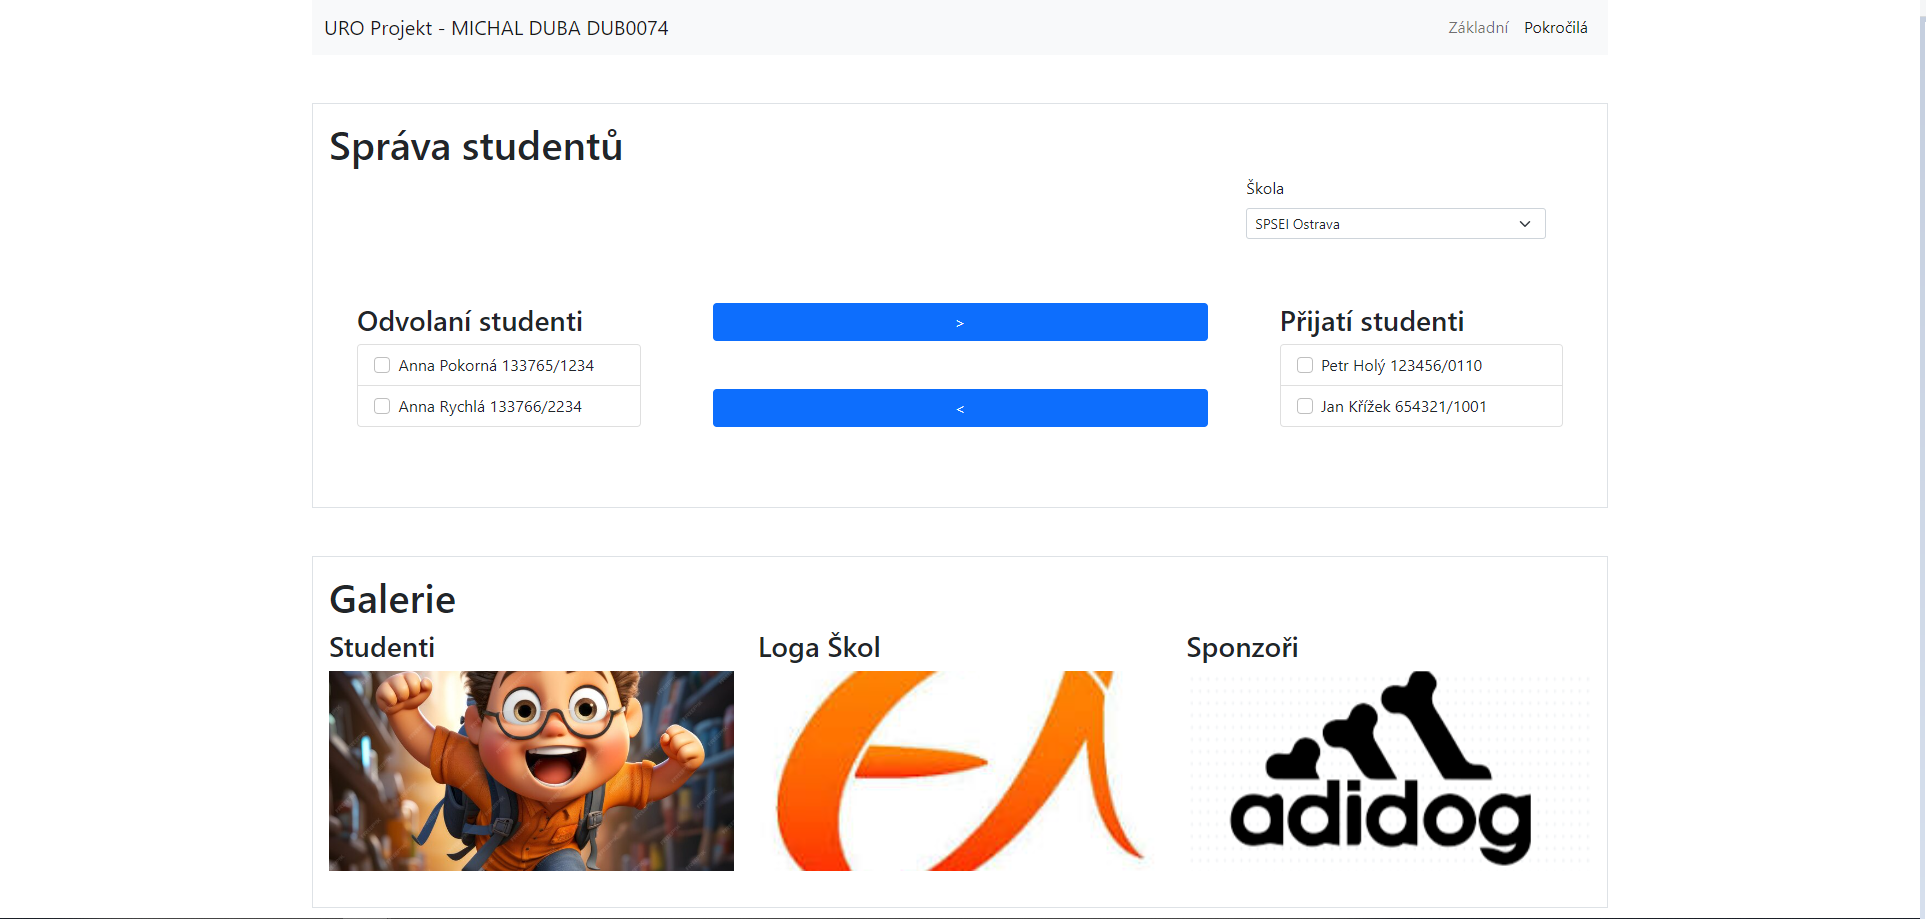 URO Projekt - MICHAL DUBA DUB0074
Základní Pokročilá
Správa studentů
Škola
SPSEI Ostrava
Odvolaní studenti
Anna Pokorná 133765/1234
Anna Rychlá 133766/2234
>
<
Přijatí studenti
Petr Holý 123456/0110
Jan Křížek 654321/1001
Galerie
Studenti
Loga Škol
Sponzoři
adidog